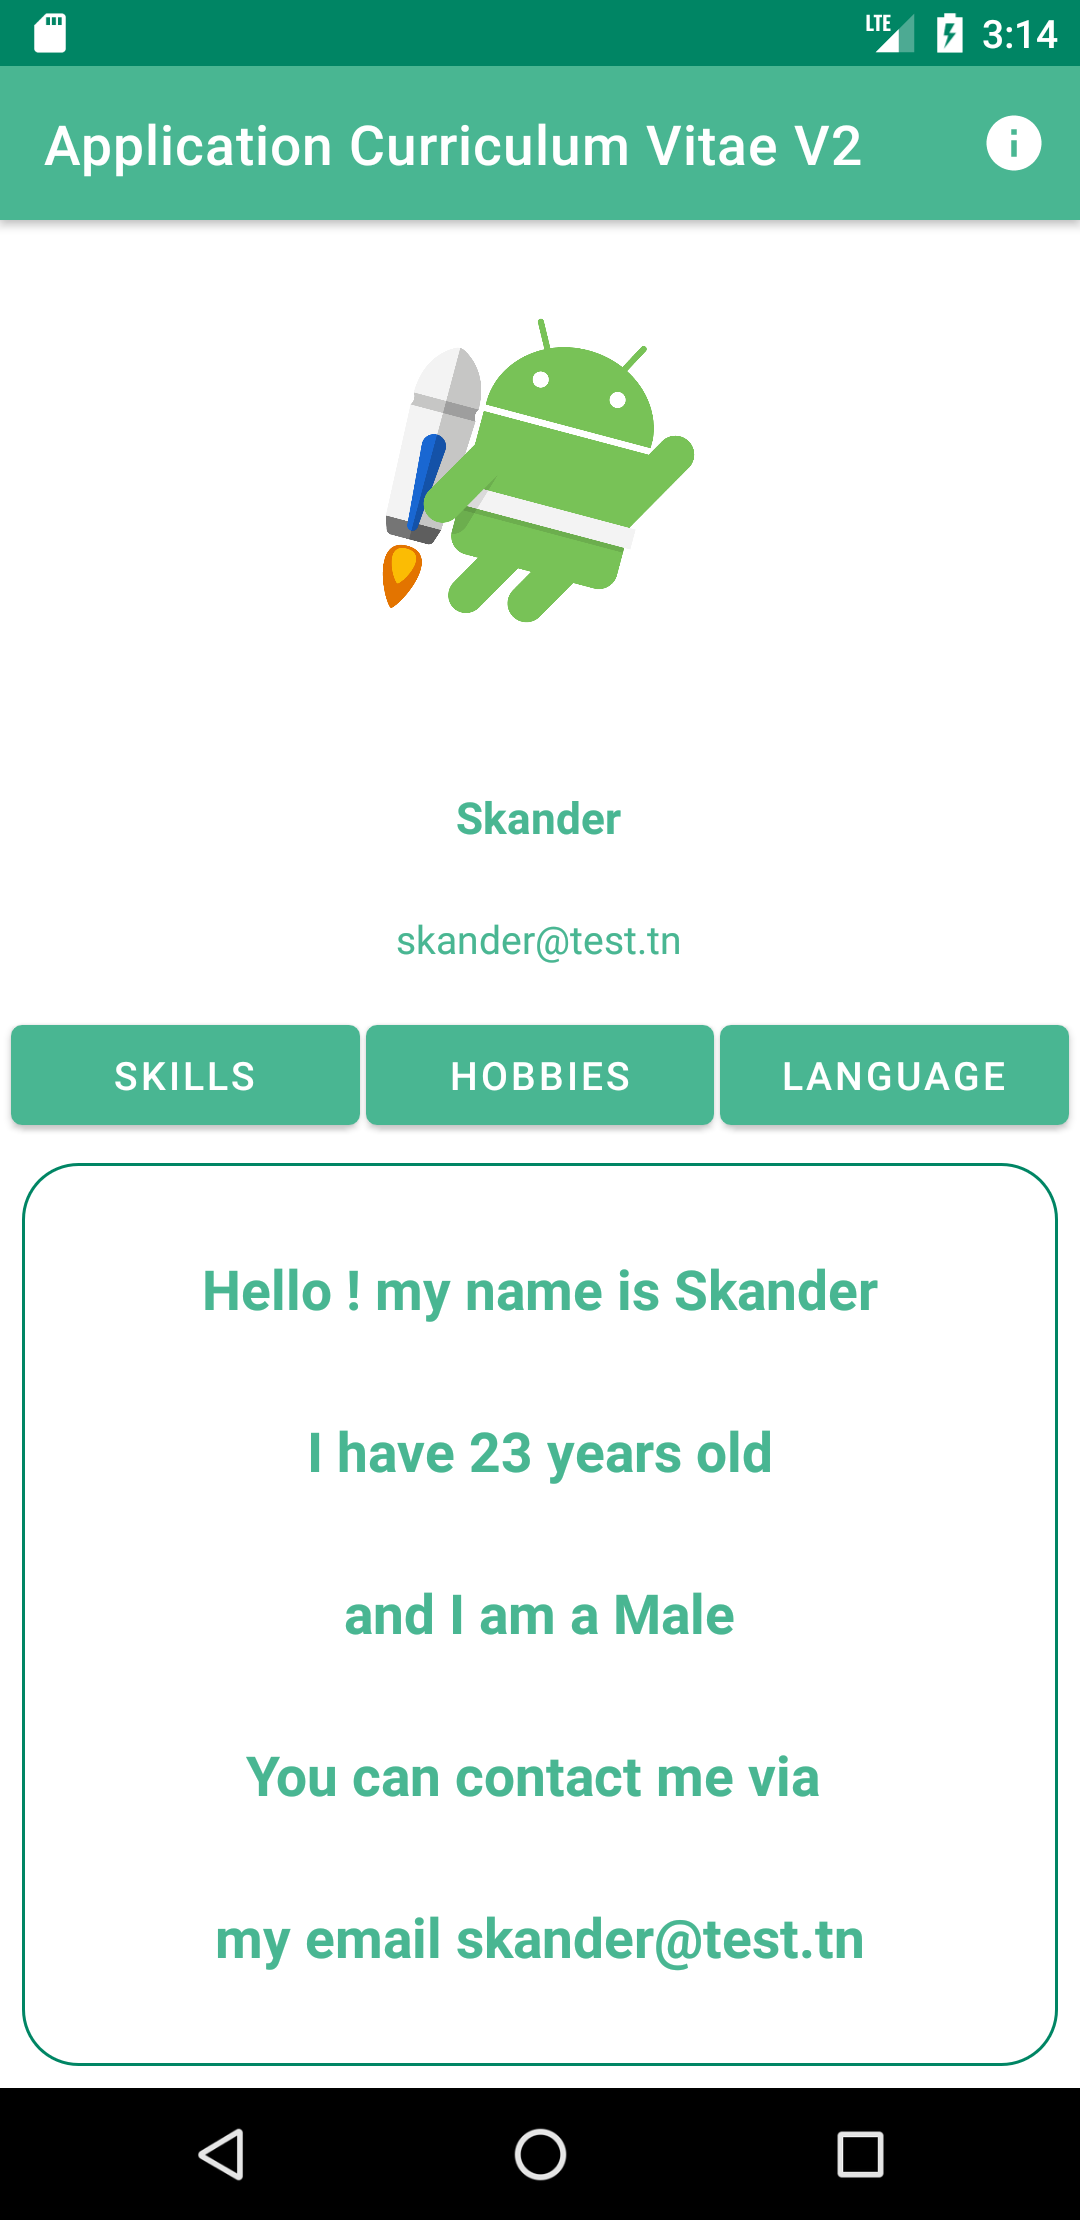 LTE 3:14
Application Curriculum Vitae V2
Skander
skander@test.tn
SKILLS HOBBIES LANGUAGE
Hello ! my name is Skander
I have 23 years old
and I am a Male
You can contact me via
my email skander@test.tn